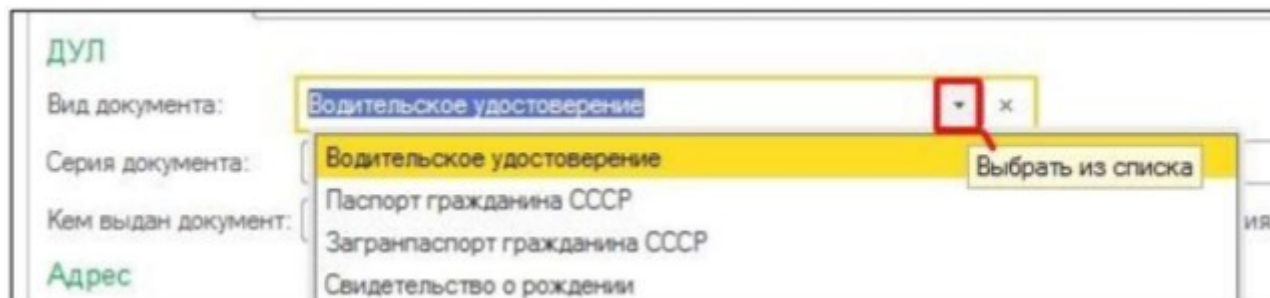 ДУЛ
Вид документа: Водительское удостоверение
Серия документа: Водительское удостоверение
Выбрать из списка
Паспорт гражданина СССР
Кем выдан документ:
Загранпаспорт гражданина СССР
Адрес
Свидетельство о рождении